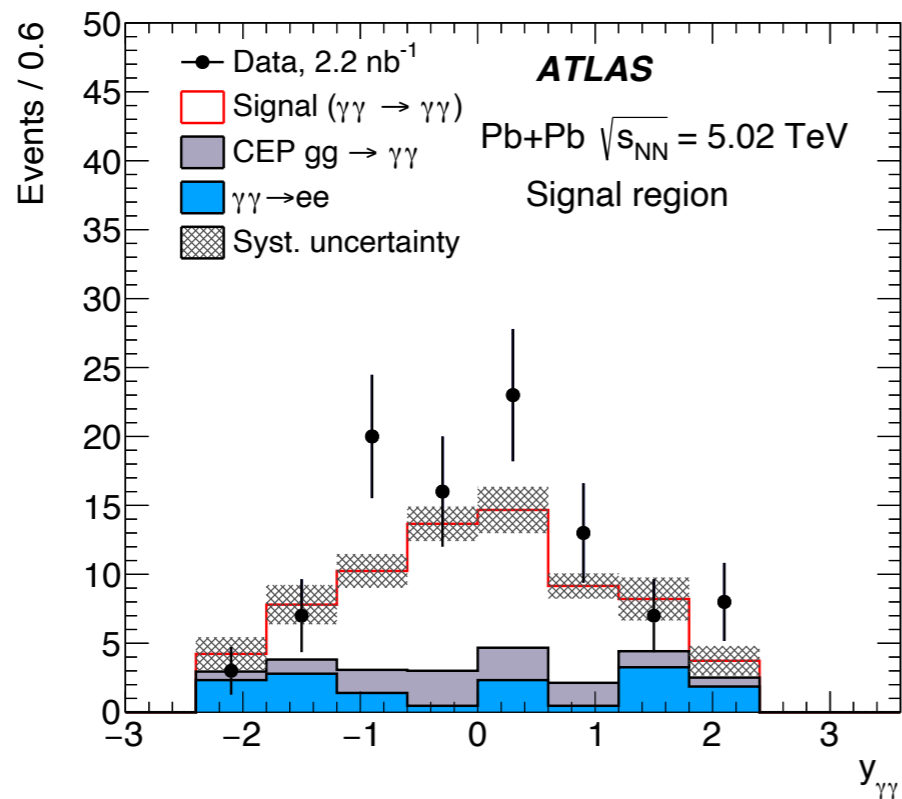 Events / 0.6
50
45
40
35
30
25
20
15
10
5
0
Data, 2.2 nb⁻¹
Signal (γγ → γγ)
CEP gg → γγ
γγ→ee
Syst. uncertainty
ATLAS
Pb+Pb √s_NN = 5.02 TeV
Signal region
−3 −2 −1 0 1 2 3
y_γγ